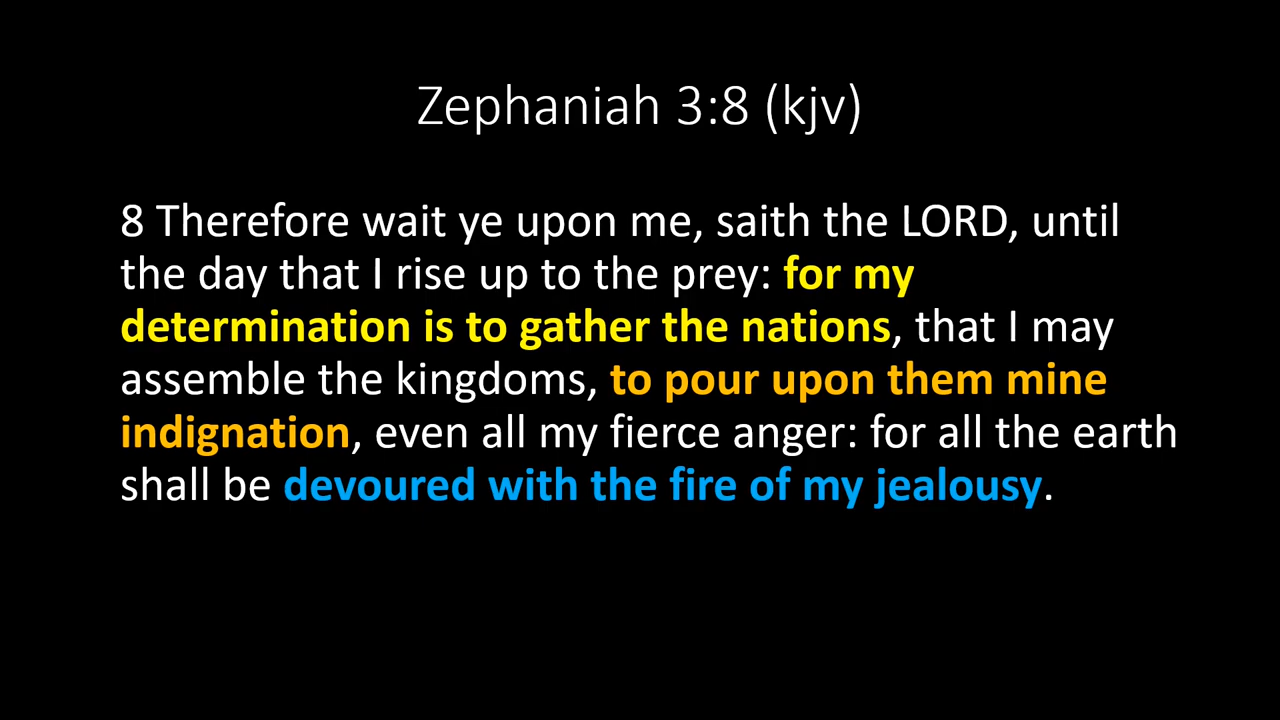 Zephaniah 3:8 (kjv)
8 Therefore wait ye upon me, saith the LORD, until
the day that I rise up to the prey: for my
determination is to gather the nations, that I may
assemble the kingdoms, to pour upon them mine
indignation, even all my fierce anger: for all the earth
shall be devoured with the fire of my jealousy.